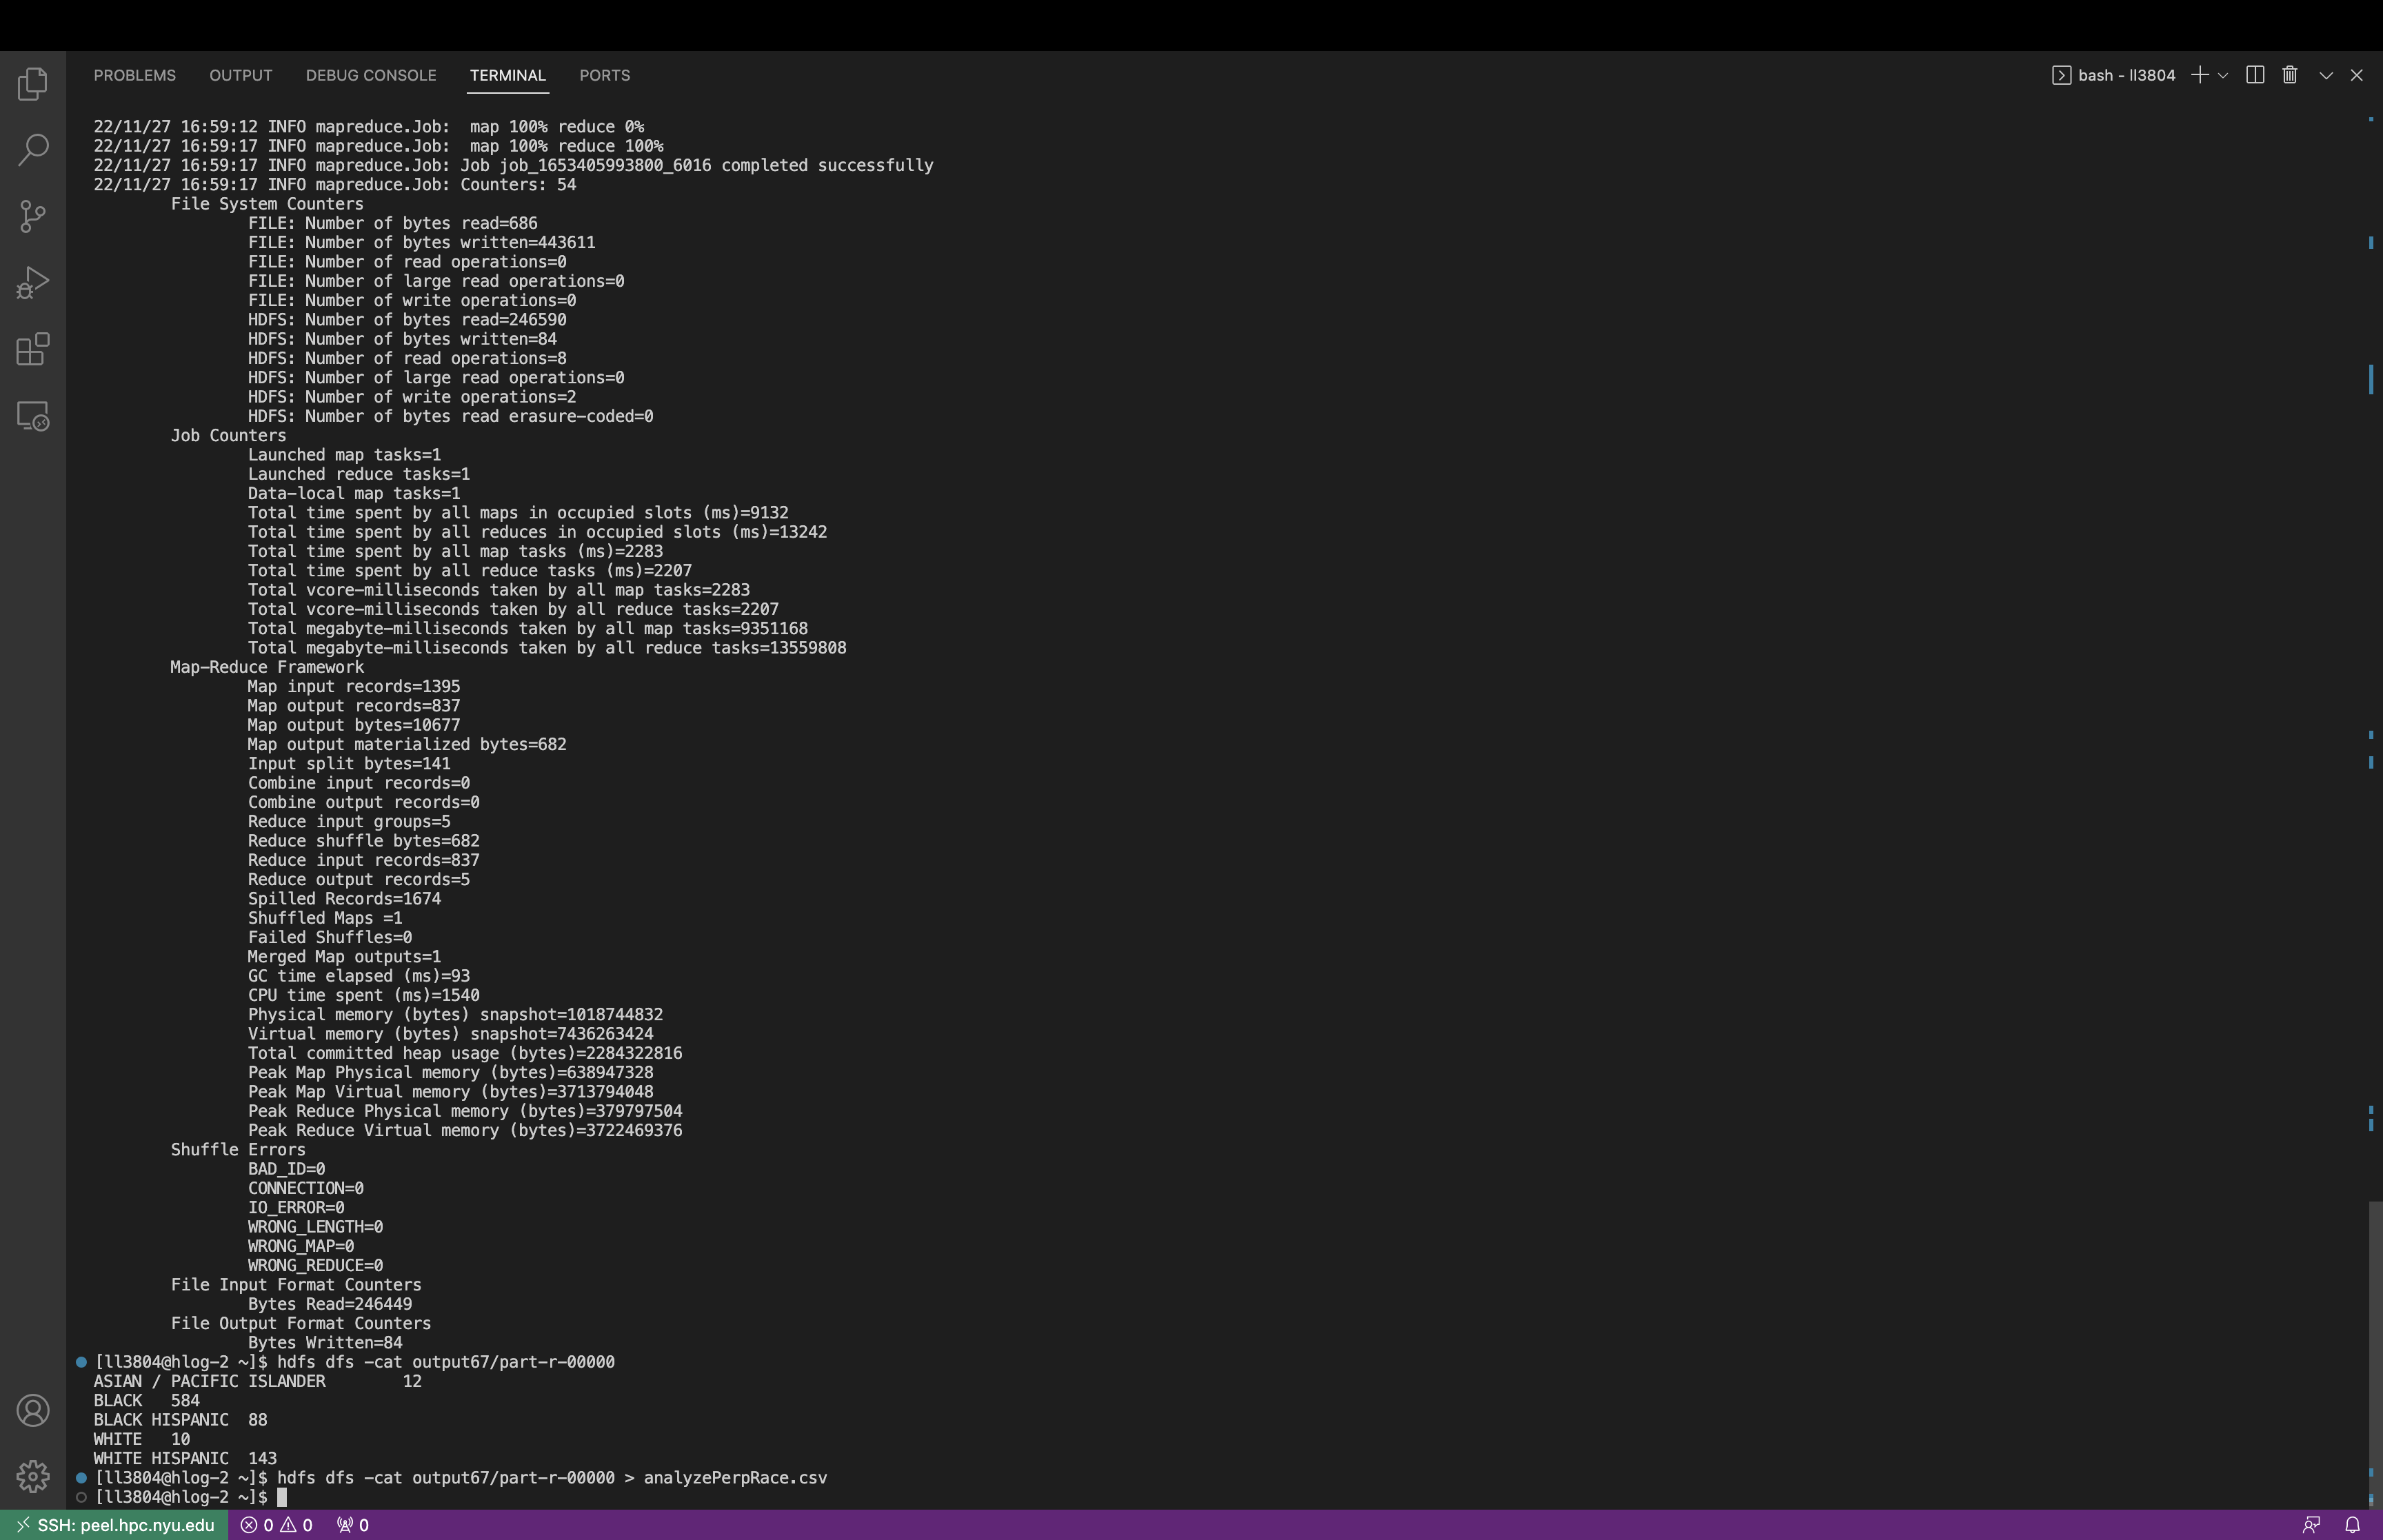 PROBLEMS OUTPUT DEBUG CONSOLE TERMINAL PORTS bash - ll3804
22/11/27 16:59:12 INFO mapreduce.Job:  map 100% reduce 0%
22/11/27 16:59:17 INFO mapreduce.Job:  map 100% reduce 100%
22/11/27 16:59:17 INFO mapreduce.Job: Job job_1653405993800_6016 completed successfully
22/11/27 16:59:17 INFO mapreduce.Job: Counters: 54
File System Counters
FILE: Number of bytes read=686
FILE: Number of bytes written=443611
FILE: Number of read operations=0
FILE: Number of large read operations=0
FILE: Number of write operations=0
HDFS: Number of bytes read=246590
HDFS: Number of bytes written=84
HDFS: Number of read operations=8
HDFS: Number of large read operations=0
HDFS: Number of write operations=2
HDFS: Number of bytes read erasure-coded=0
Job Counters
Launched map tasks=1
Launched reduce tasks=1
Data-local map tasks=1
Total time spent by all maps in occupied slots (ms)=9132
Total time spent by all reduces in occupied slots (ms)=13242
Total time spent by all map tasks (ms)=2283
Total time spent by all reduce tasks (ms)=2207
Total vcore-milliseconds taken by all map tasks=2283
Total vcore-milliseconds taken by all reduce tasks=2207
Total megabyte-milliseconds taken by all map tasks=9351168
Total megabyte-milliseconds taken by all reduce tasks=13559808
Map-Reduce Framework
Map input records=1395
Map output records=837
Map output bytes=10677
Map output materialized bytes=682
Input split bytes=141
Combine input records=0
Combine output records=0
Reduce input groups=5
Reduce shuffle bytes=682
Reduce input records=837
Reduce output records=5
Spilled Records=1674
Shuffled Maps =1
Failed Shuffles=0
Merged Map outputs=1
GC time elapsed (ms)=93
CPU time spent (ms)=1540
Physical memory (bytes) snapshot=1018744832
Virtual memory (bytes) snapshot=7436263424
Total committed heap usage (bytes)=2284322816
Peak Map Physical memory (bytes)=638947328
Peak Map Virtual memory (bytes)=3713794048
Peak Reduce Physical memory (bytes)=379797504
Peak Reduce Virtual memory (bytes)=3722469376
Shuffle Errors
BAD_ID=0
CONNECTION=0
IO_ERROR=0
WRONG_LENGTH=0
WRONG_MAP=0
WRONG_REDUCE=0
File Input Format Counters
Bytes Read=246449
File Output Format Counters
Bytes Written=84
[ll3804@hlog-2 ~]$ hdfs dfs -cat output67/part-r-00000
ASIAN / PACIFIC ISLANDER 12
BLACK 584
BLACK HISPANIC 88
WHITE 10
WHITE HISPANIC 143
[ll3804@hlog-2 ~]$ hdfs dfs -cat output67/part-r-00000 > analyzePerpRace.csv
[ll3804@hlog-2 ~]$
SSH: peel.hpc.nyu.edu 0 0 0